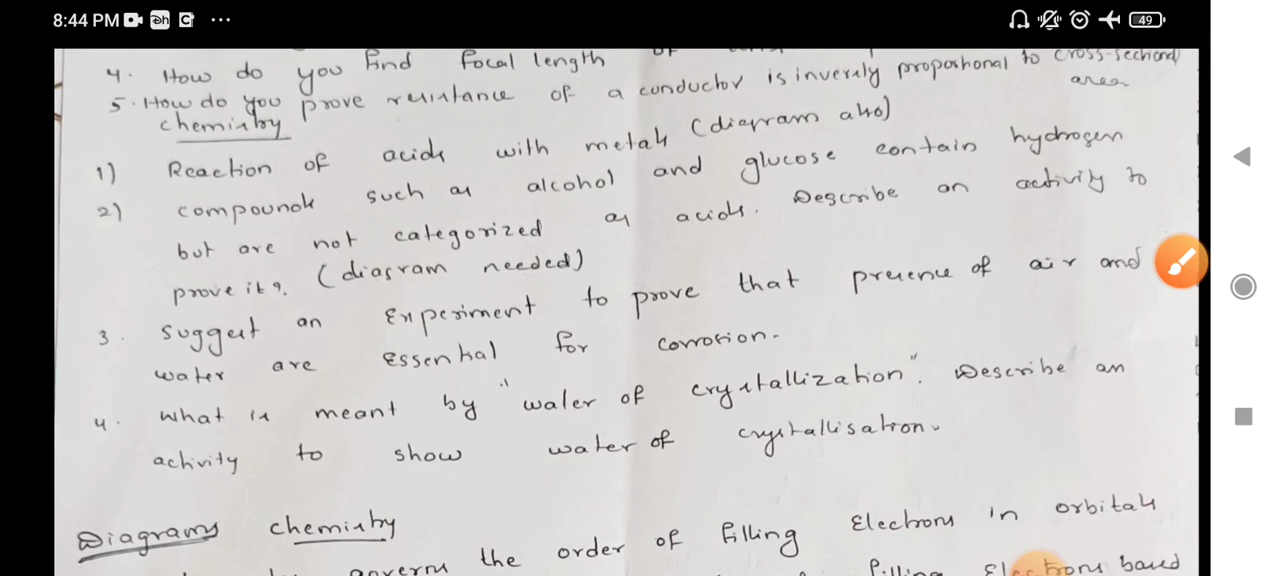 8:44 PM
49
4. How do you find focal length of
5. How do you prove resistance of a conductor is inversly proportional to cross-sectional
area
chemistry
1) Reaction of acids with metals (diagram also)
2) compounds such as alcohol and glucose contain hydrogen
but are not categorized as acids. Describe an activity to
prove it?. (diagram needed)
3. Suggest an Experiment to prove that presence of air and
water are Essential for corrosion.
4. What is meant by "water of crystallization". Describe an
activity to show water of crystallisation.
Diagrams chemistry
the order of filling Electrons in orbitals
filling Electrons based